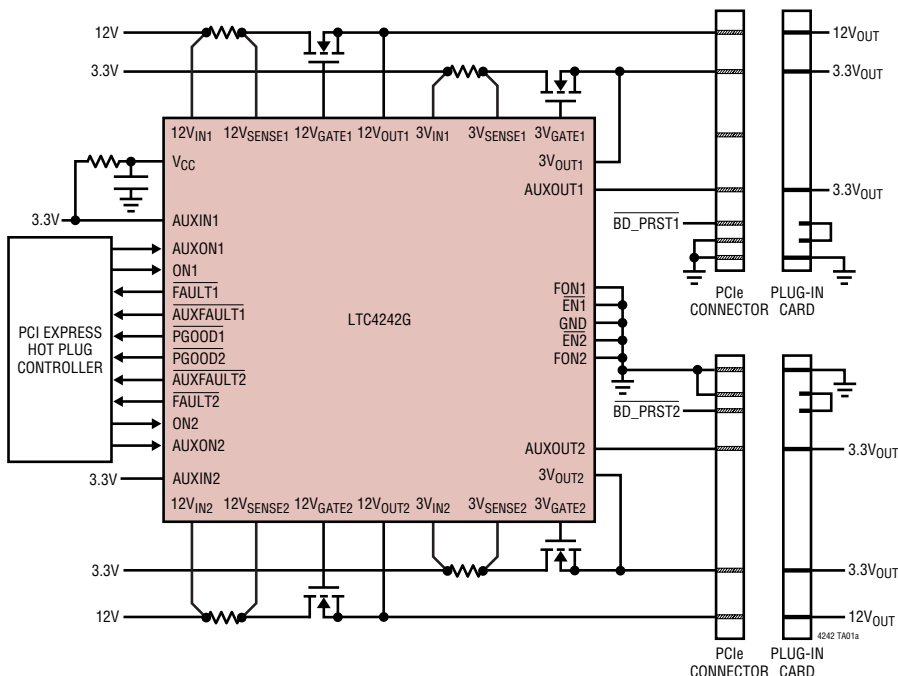 12V
3.3V
12VIN1 12VSENSE1 12VGATE1 12VOUT1 3VIN1 3VSENSE1 3VGATE1
VCC
3VOUT1
AUXOUT1
3.3V
AUXIN1
BD_PRST1
12VOUT
3.3VOUT
3.3VOUT
PCIe
CONNECTOR
PLUG-IN
CARD
PCI EXPRESS
HOT PLUG
CONTROLLER
AUXON1
ON1
FAULT1
AUXFAULT1
PGOOD1
PGOOD2
AUXFAULT2
FAULT2
ON2
AUXON2
LTC4242G
FON1
EN1
GND
EN2
FON2
BD_PRST2
3.3V
AUXIN2
AUXOUT2
3VOUT2
12VIN2 12VSENSE2 12VGATE2 12VOUT2 3VIN2 3VSENSE2 3VGATE2
3.3V
12V
3.3VOUT
3.3VOUT
12VOUT
4242 TA01a
PCIe
CONNECTOR
PLUG-IN
CARD